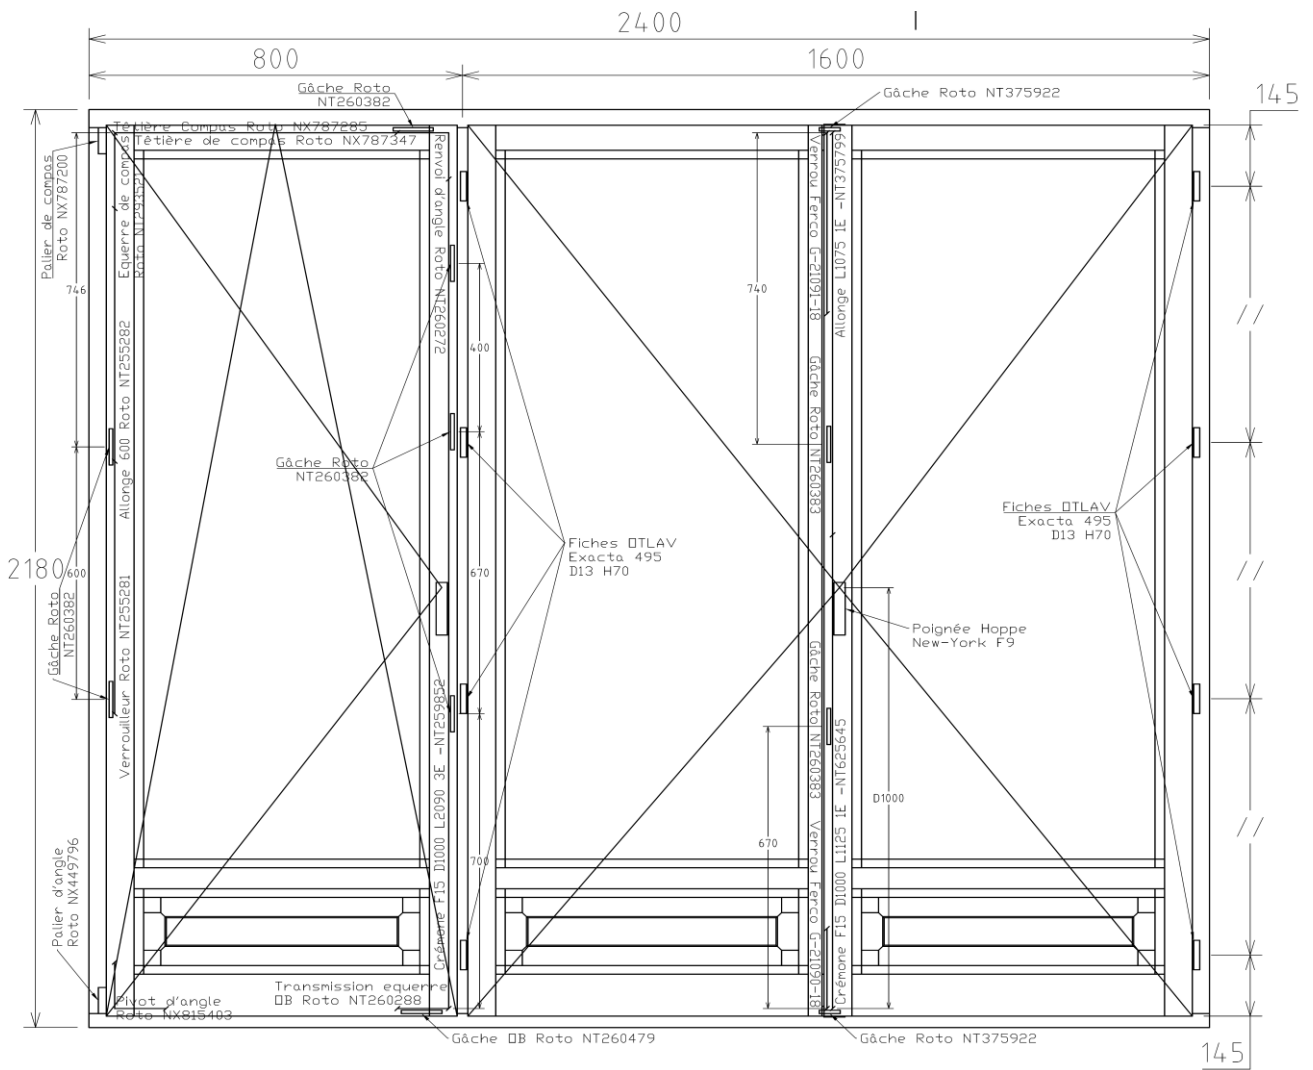 2400
800
1600
Gâche Roto
NT260382
Gâche Roto NT375922
145
Têtière Compas Roto NX787285
Têtière de compas Roto NX787347
Palier de compas
Roto NX787200
Equerre de compas
Renvoi d'angle Roto NT260272
Verrou Ferco G-21091-18
Allonge L1075 1E -NT375799
746
740
400
Allonge 600 Roto NT255282
Gâche Roto NT260383
Gâche Roto
NT260382
Fiches OTLAV
Exacta 495
D13 H70
Fiches OTLAV
Exacta 495
D13 H70
2180
600
670
Gâche Roto
NT260382
Verrouilleur Roto NT255281
Poignée Hoppe
New-York F9
Gâche Roto NT260383
Crémone F15 D1000 L2090 3E -NT259852
Crémone F15 D1000 L1125 1E -NT625645
D1000
670
700
Verrou Ferco G-21090-18
Palier d'angle
Roto NX449796
Transmission equerre
OB Roto NT260288
Pivot d'angle
Roto NX815403
Gâche OB Roto NT260479
Gâche Roto NT375922
145